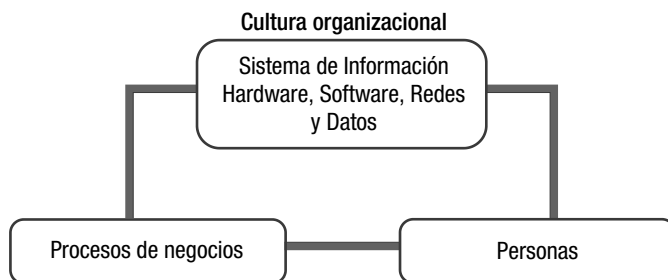 Cultura organizacional
Sistema de Información
Hardware, Software, Redes
y Datos
Procesos de negocios
Personas